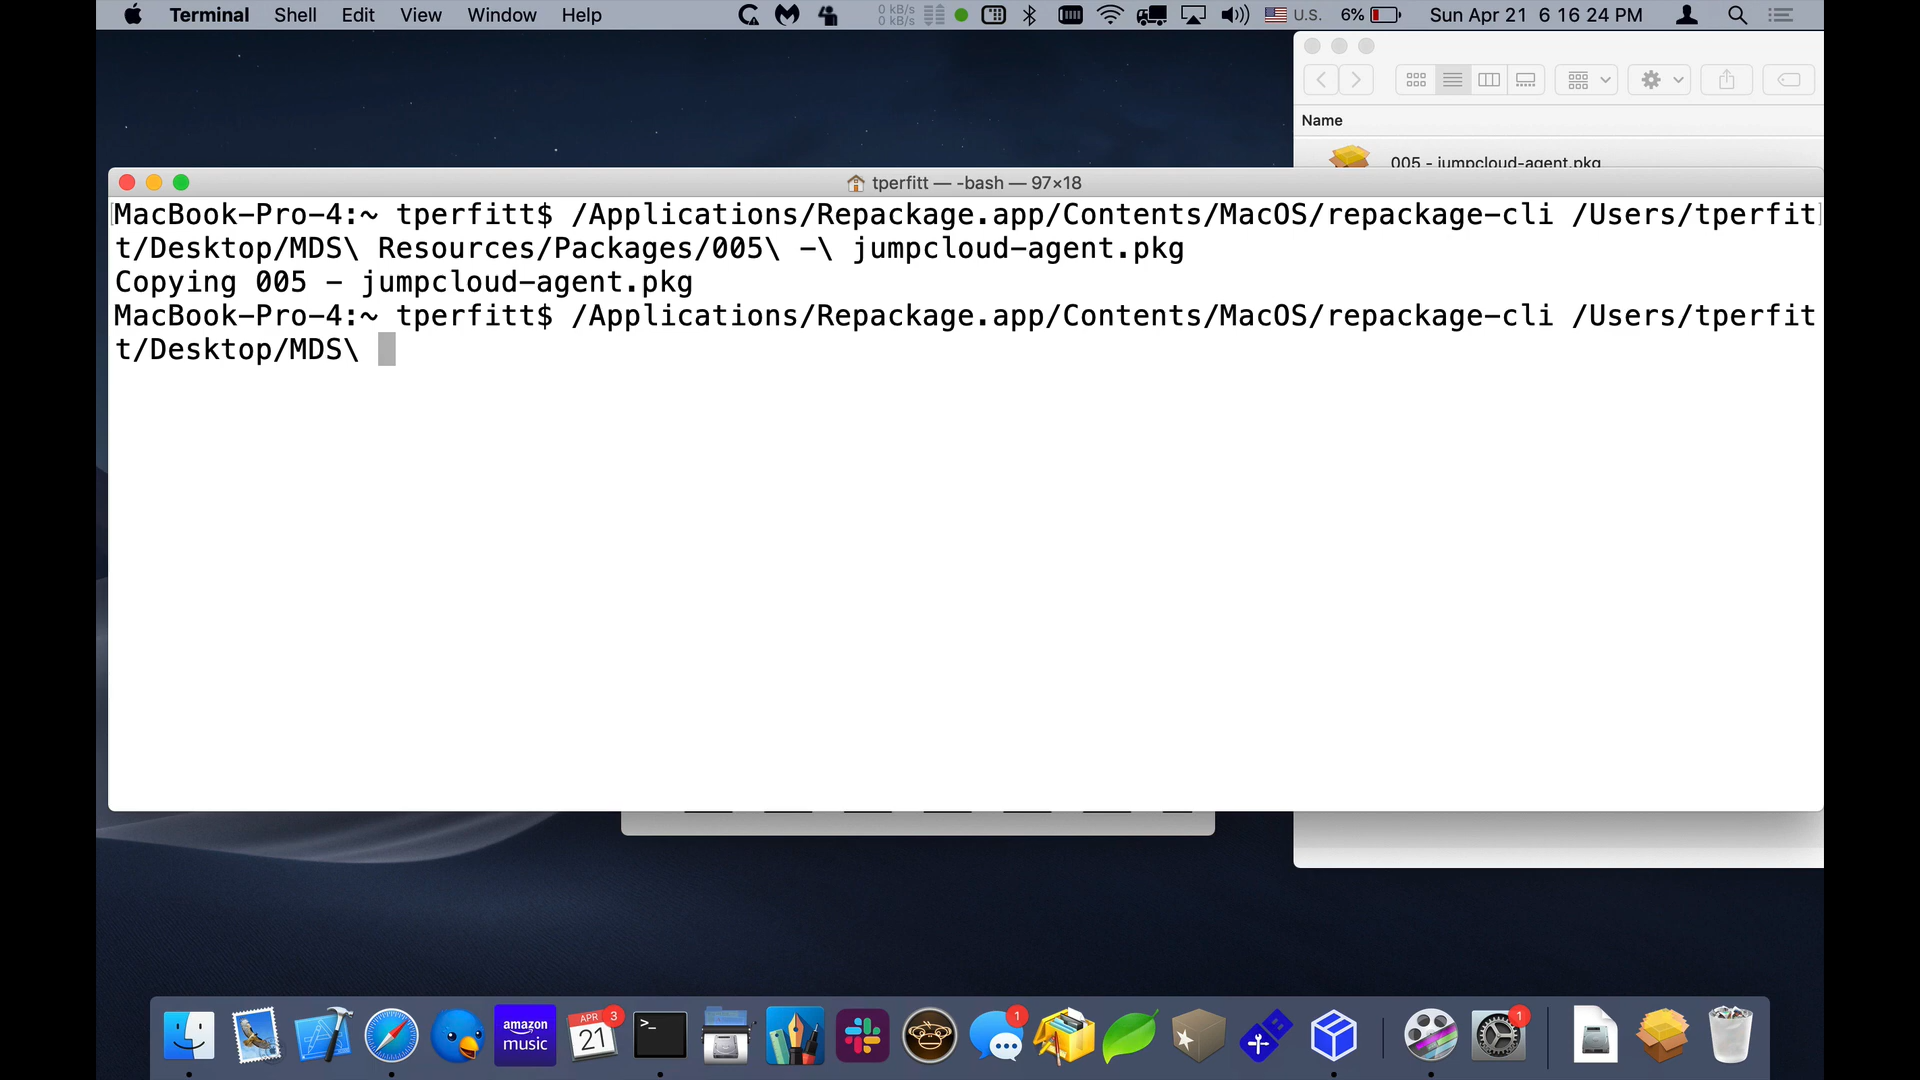 Terminal Shell Edit View Window Help 0 kB/s 0 kB/s U.S. 6% Sun Apr 21 6 16 24 PM
Name
005 - jumpcloud-agent.pkg
tperfitt — -bash — 97×18
MacBook-Pro-4:~ tperfitt$ /Applications/Repackage.app/Contents/MacOS/repackage-cli /Users/tperfit
t/Desktop/MDS\ Resources/Packages/005\ -\ jumpcloud-agent.pkg
Copying 005 - jumpcloud-agent.pkg
MacBook-Pro-4:~ tperfitt$ /Applications/Repackage.app/Contents/MacOS/repackage-cli /Users/tperfit
t/Desktop/MDS\
amazon
music
APR
21
3
>_
1
1